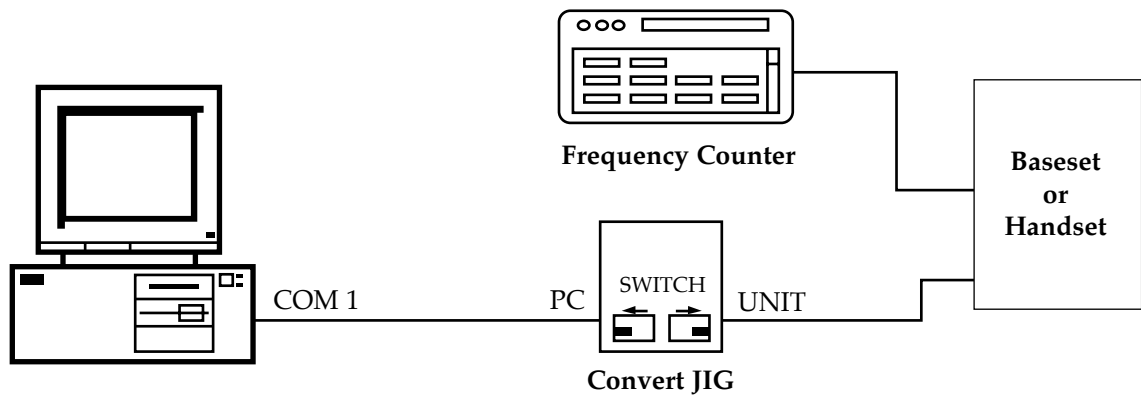 Frequency Counter
Baseset
or
Handset
COM 1
PC
SWITCH
UNIT
Convert JIG